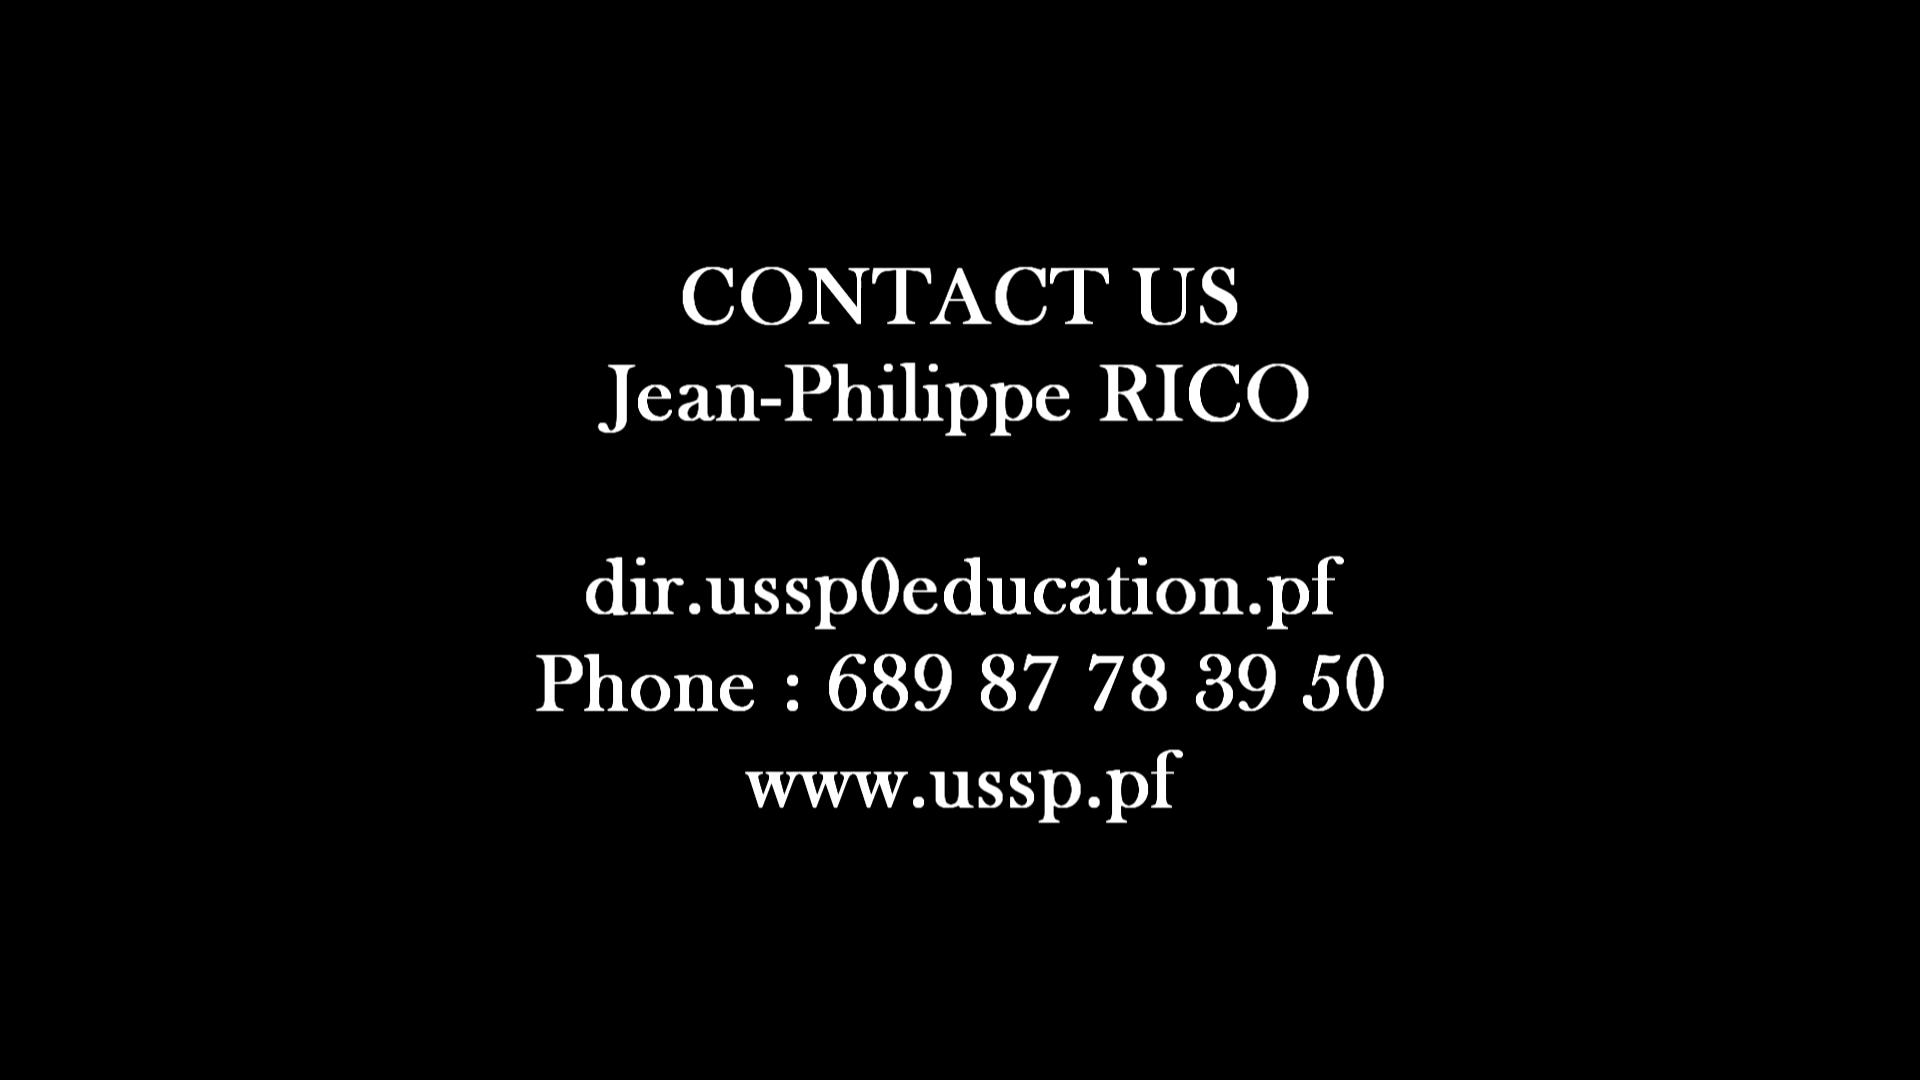 CONTACT US
Jean-Philippe RICO
dir.ussp0education.pf
Phone : 689 87 78 39 50
www.ussp.pf